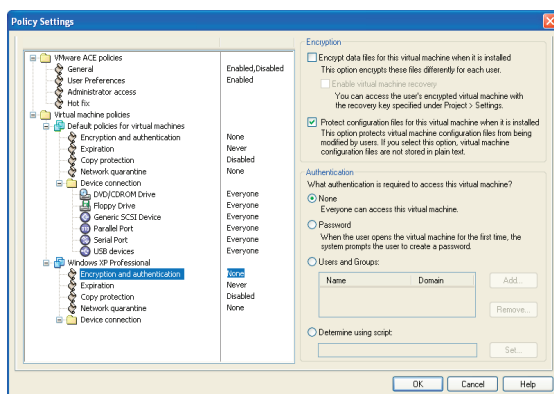 Policy Settings
VMware ACE policies
General Enabled,Disabled
User Preferences Enabled
Administrator access
Hot fix
Virtual machine policies
Default policies for virtual machines
Encryption and authentication None
Expiration Never
Copy protection Disabled
Network quarantine None
Device connection
DVD/CDROM Drive Everyone
Floppy Drive Everyone
Generic SCSI Device Everyone
Parallel Port Everyone
Serial Port Everyone
USB devices Everyone
Windows XP Professional
Encryption and authentication None
Expiration Never
Copy protection Disabled
Network quarantine None
Device connection
Encryption
Encrypt data files for this virtual machine when it is installed
This option encrypts these files differently for each user.
Enable virtual machine recovery
You can access the user's encrypted virtual machine with
the recovery key specified under Project > Settings.
Protect configuration files for this virtual machine when it is installed
This option protects virtual machine configuration files from being
modified by users. If you select this option, virtual machine
configuration files are not stored in plain text.
Authentication
What authentication is required to access this virtual machine?
None
Everyone can access this virtual machine.
Password
When the user opens the virtual machine for the first time, the
system prompts the user to create a password.
Users and Groups:
Name Domain
Add...
Remove...
Determine using script:
Set...
OK Cancel Help